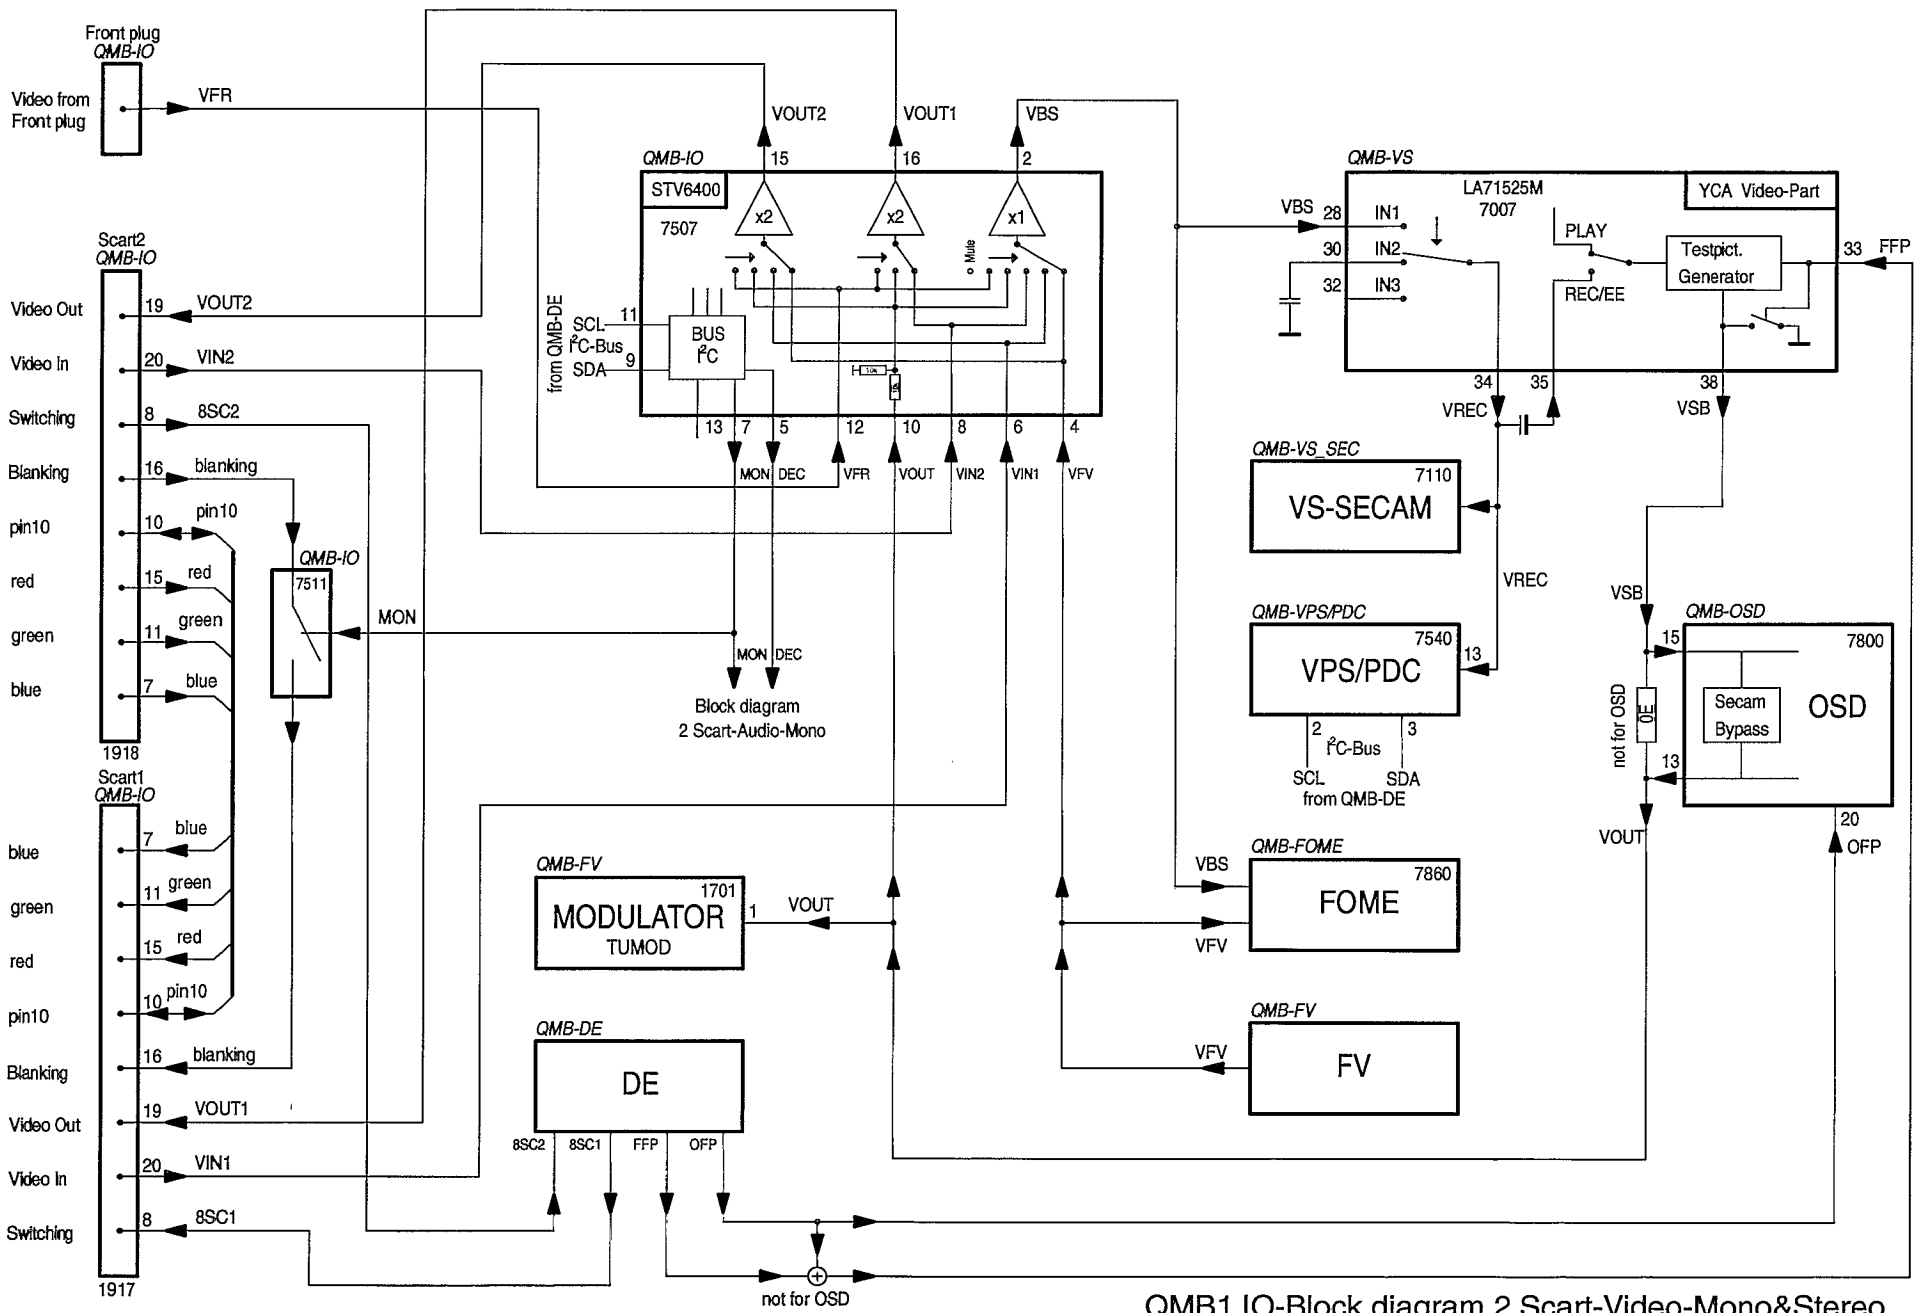 Front plug
QMB-IO
Video from
Front plug
VFR
VOUT2
VOUT1
VBS
15
16
2
QMB-IO
STV6400
7507
x2
x2
x1
Mute
from QMB-DE
SCL 11
I²C-Bus
SDA 9
BUS
I²C
10k
13 7 5 12 10 8 6 4
MON DEC VFR VOUT VIN2 VIN1 VFV
QMB-VS
LA71525M
7007
YCA Video-Part
VBS 28 IN1
30 IN2
32 IN3
PLAY
REC/EE
Testpict.
Generator
33 FFP
34 35 38
VREC
VSB
Scart2
QMB-IO
Video Out 19 VOUT2
Video In 20 VIN2
Switching 8 8SC2
Blanking 16 blanking
pin10 10 pin10
red 15 red
green 11 green
blue 7 blue
1918
QMB-IO
7511
MON
MON DEC
Block diagram
2 Scart-Audio-Mono
QMB-VS_SEC
7110
VS-SECAM
VREC
QMB-VPS/PDC
7540
VPS/PDC
13
2 3
I²C-Bus
SCL SDA
from QMB-DE
VSB
not for OSD
0E
QMB-OSD
7800
15
Secam
Bypass
OSD
13
20
VOUT
OFP
Scart1
QMB-IO
blue 7 blue
green 11 green
red 15 red
pin10 10 pin10
Blanking 16 blanking
Video Out 19 VOUT1
Video In 20 VIN1
Switching 8 8SC1
1917
QMB-FV
1701
MODULATOR
TUMOD
1 VOUT
QMB-FOME
7860
FOME
VBS
VFV
QMB-FV
FV
VFV
QMB-DE
DE
8SC2 8SC1 FFP OFP
not for OSD
QMB1 IO-Block diagram 2 Scart-Video-Mono&Stereo